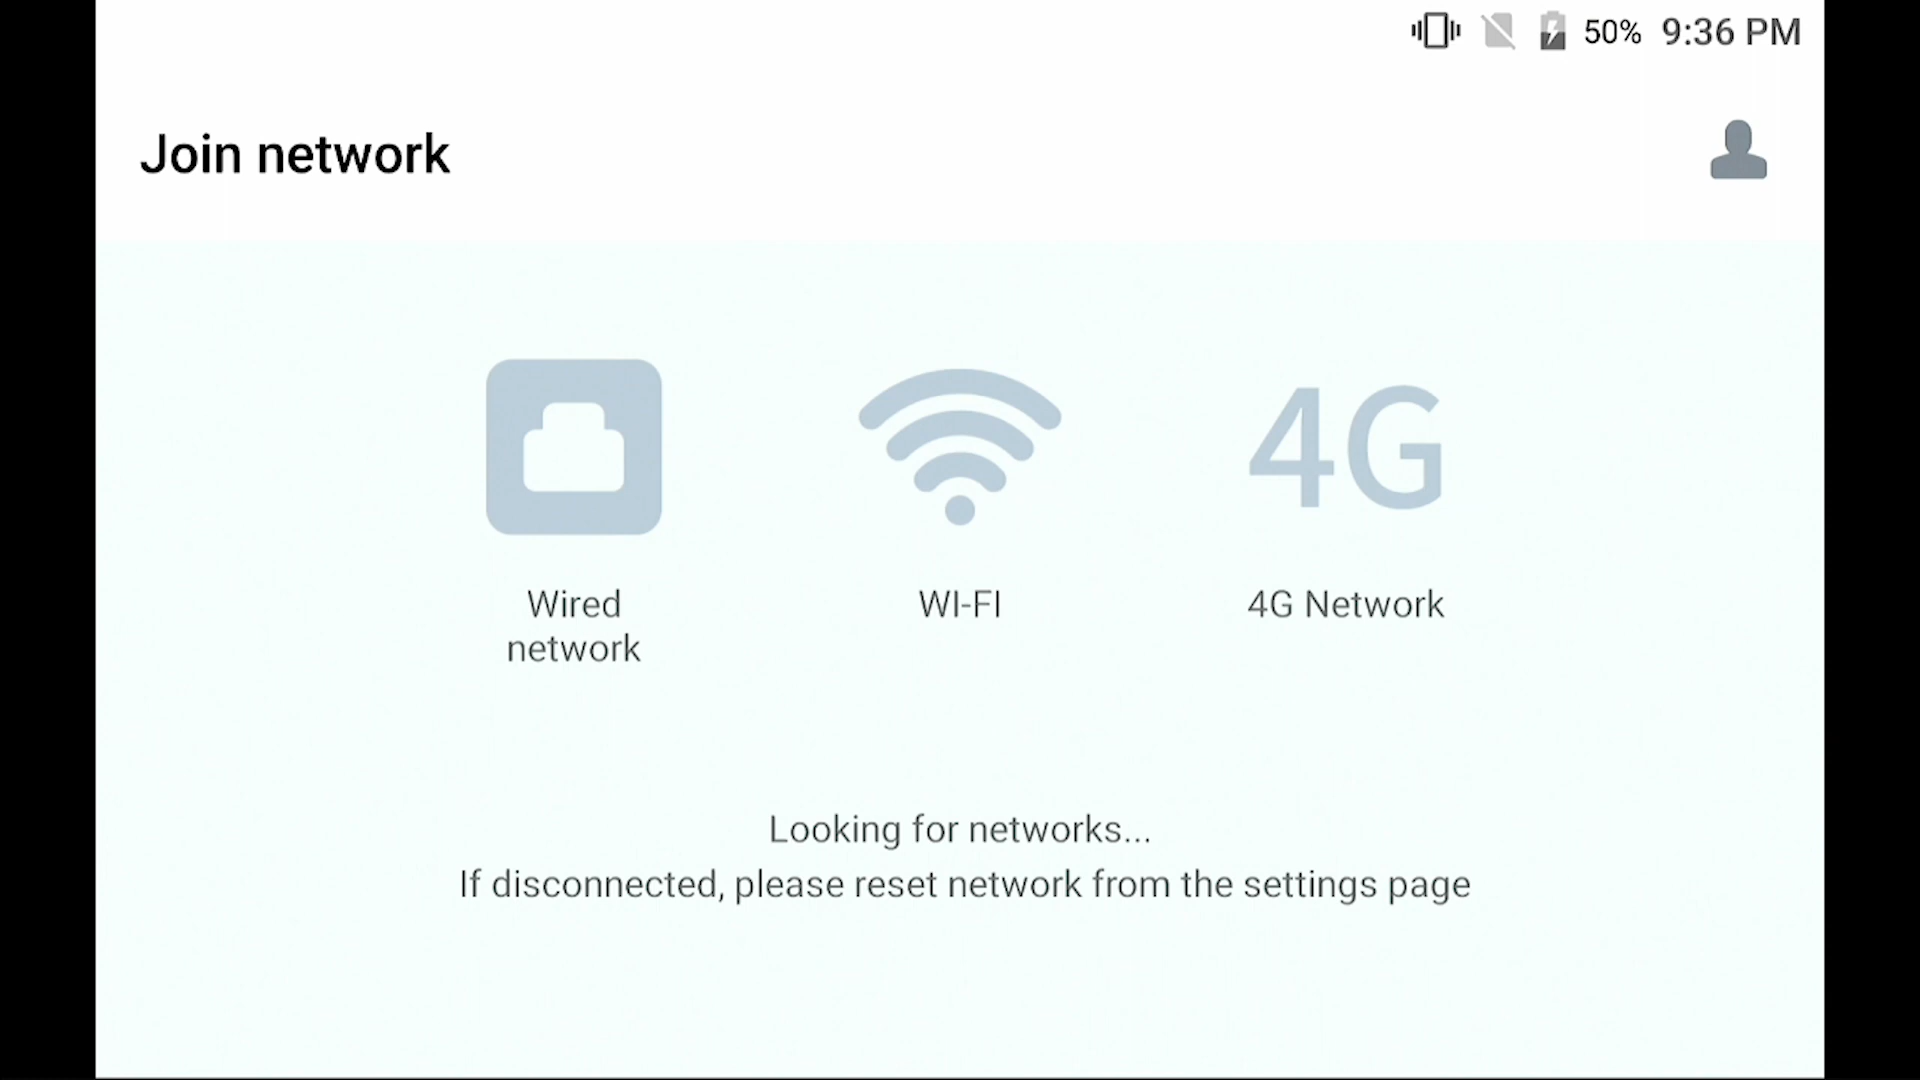 50% 9:36 PM
Join network
4G
Wired
network
WI-FI
4G Network
Looking for networks...
If disconnected, please reset network from the settings page